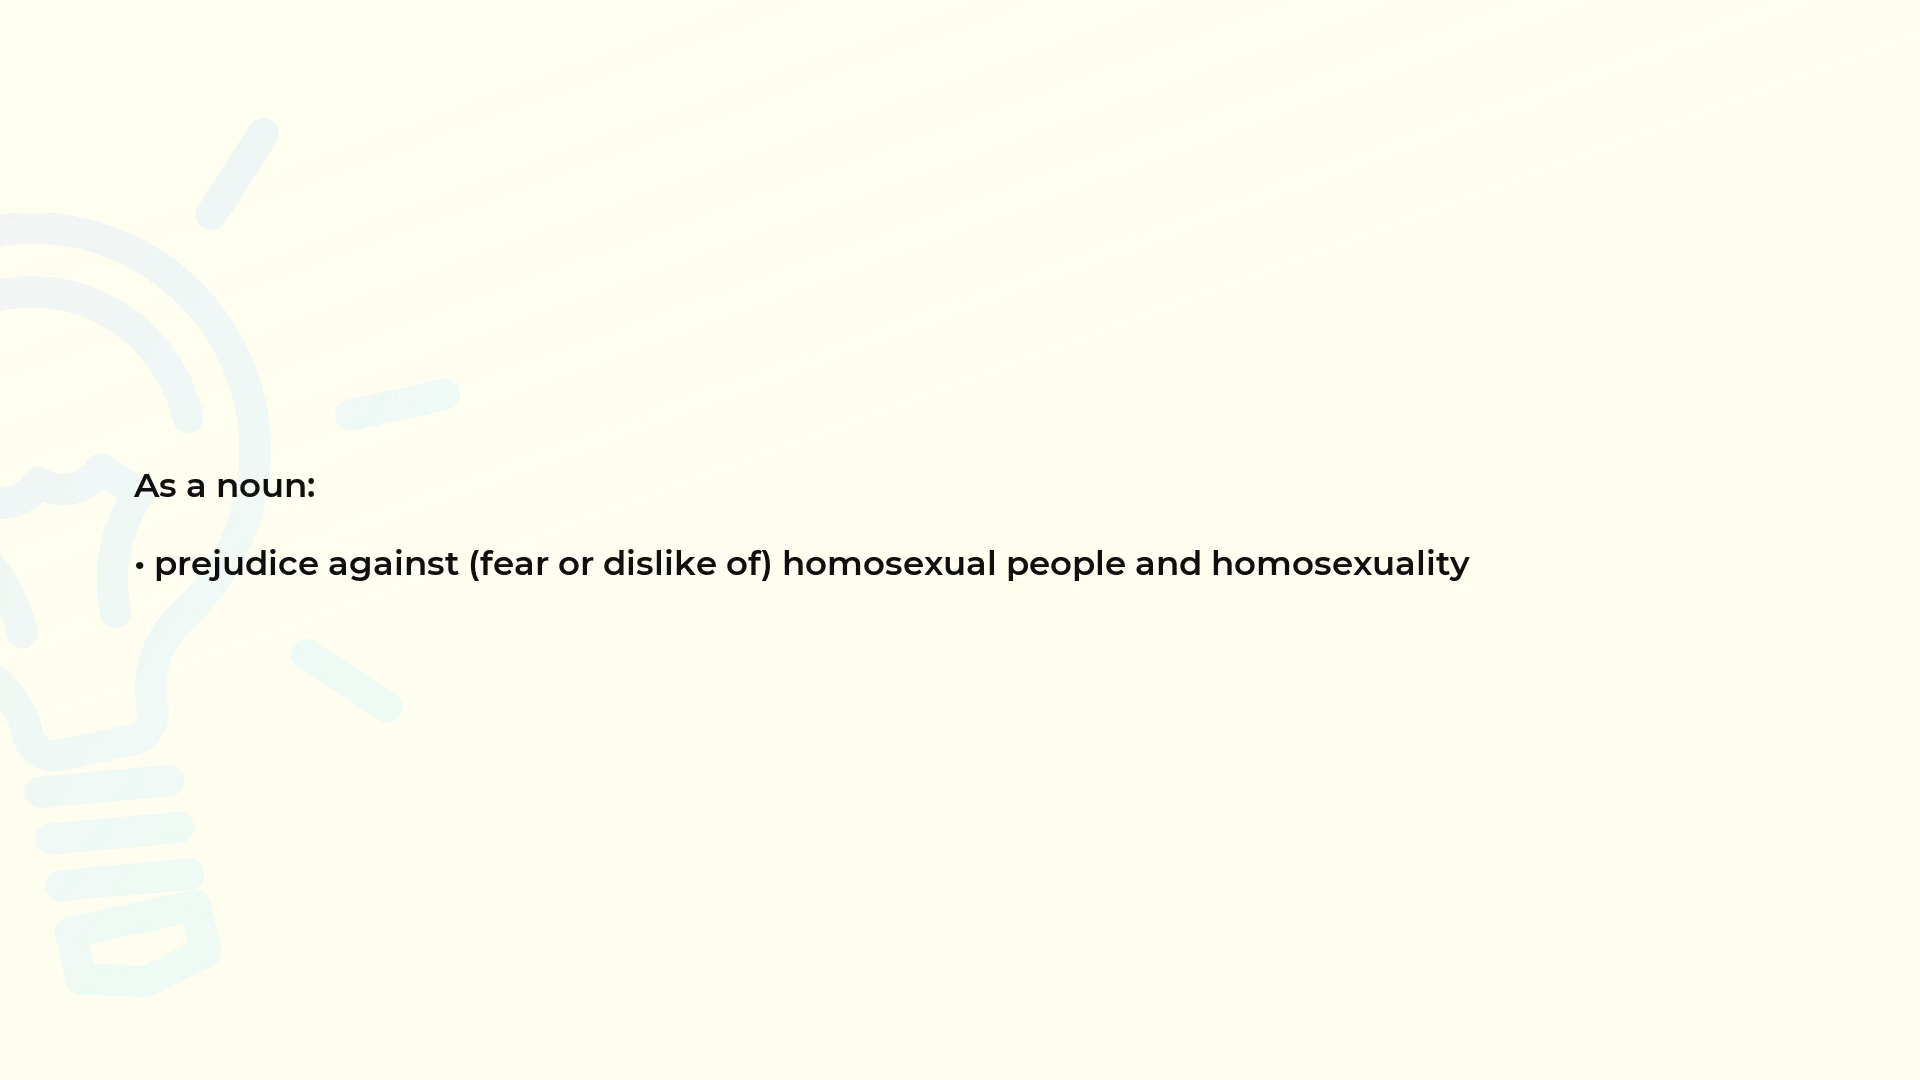 As a noun:
• prejudice against (fear or dislike of) homosexual people and homosexuality